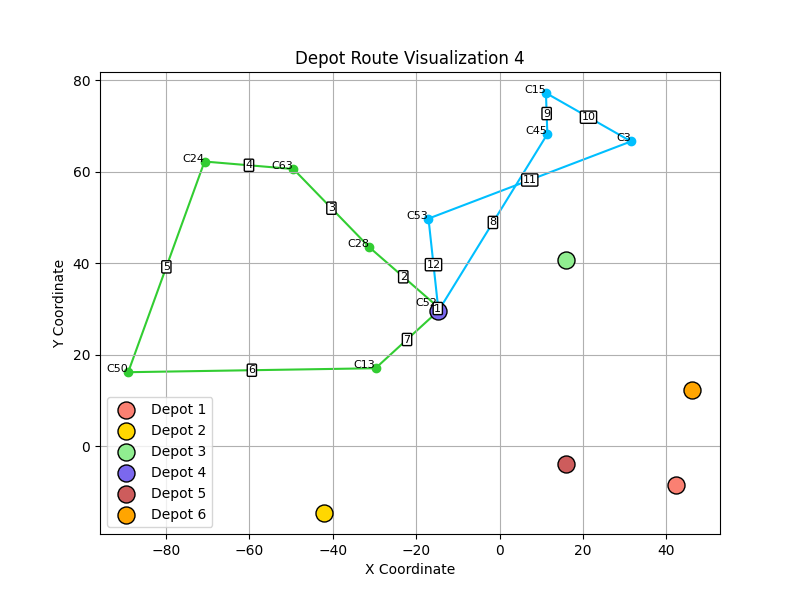 Depot Route Visualization 4
80
60
40
20
0
−80
−60
−40
−20
0
20
40
X Coordinate
Y Coordinate
C15
C45
C3
C24
C63
C53
C28
C52
C50
C13
1
2
3
4
5
6
7
8
9
10
11
12
Depot 1
Depot 2
Depot 3
Depot 4
Depot 5
Depot 6